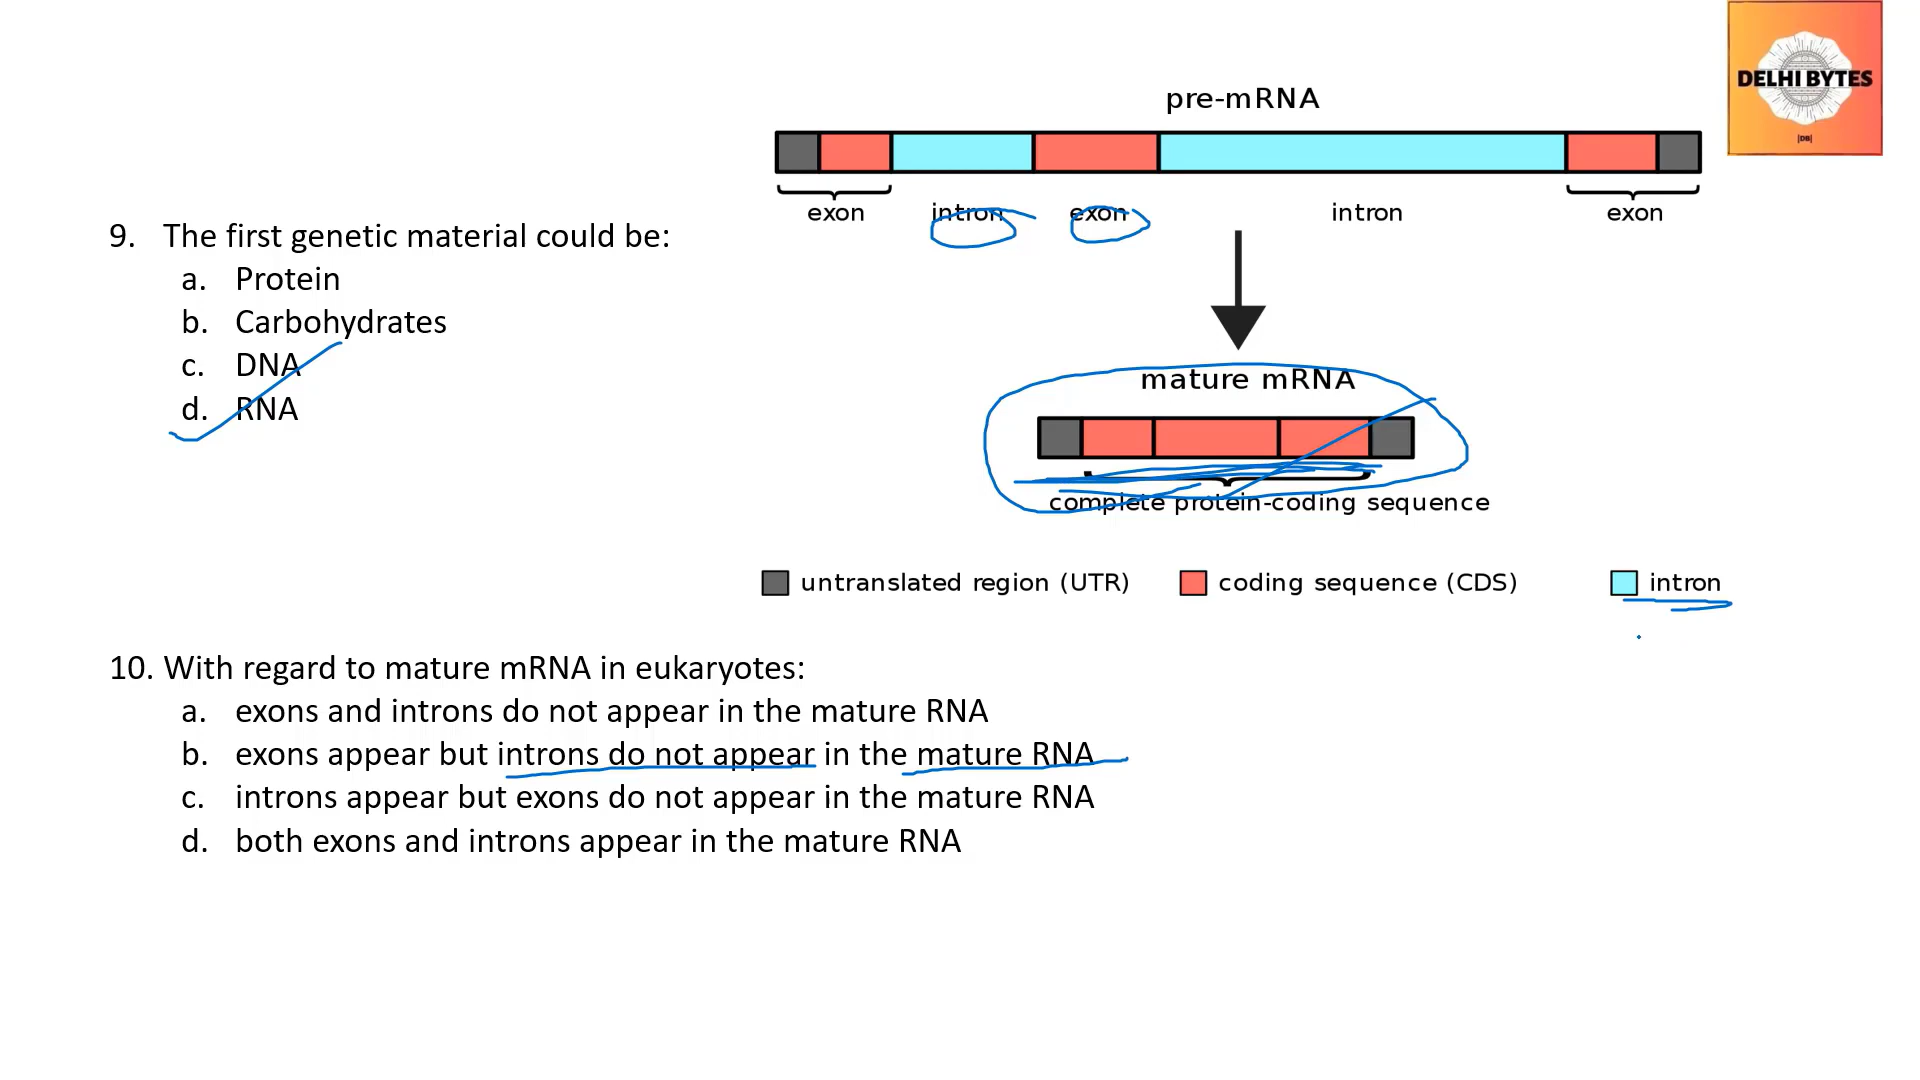 DELHI BYTES
|DB|
pre-mRNA
exon intron exon intron exon
9. The first genetic material could be:
a. Protein
b. Carbohydrates
c. DNA
d. RNA
mature mRNA
complete protein-coding sequence
untranslated region (UTR) coding sequence (CDS) intron
10. With regard to mature mRNA in eukaryotes:
a. exons and introns do not appear in the mature RNA
b. exons appear but introns do not appear in the mature RNA
c. introns appear but exons do not appear in the mature RNA
d. both exons and introns appear in the mature RNA